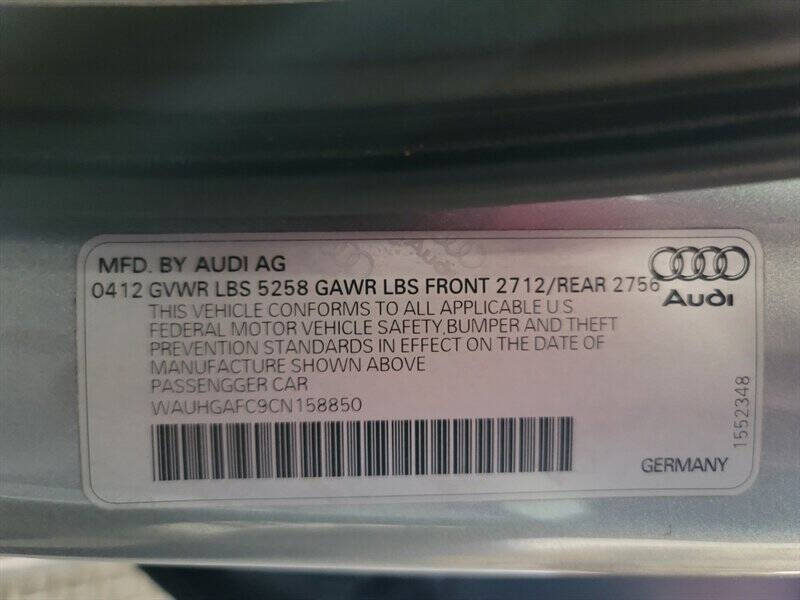 MFD. BY AUDI AG
0412 GVWR LBS 5258 GAWR LBS FRONT 2712/REAR 2756
Audi
THIS VEHICLE CONFORMS TO ALL APPLICABLE U S
FEDERAL MOTOR VEHICLE SAFETY,BUMPER AND THEFT
PREVENTION STANDARDS IN EFFECT ON THE DATE OF
MANUFACTURE SHOWN ABOVE
PASSENGGER CAR
WAUHGAFC9CN158850
1552348
GERMANY